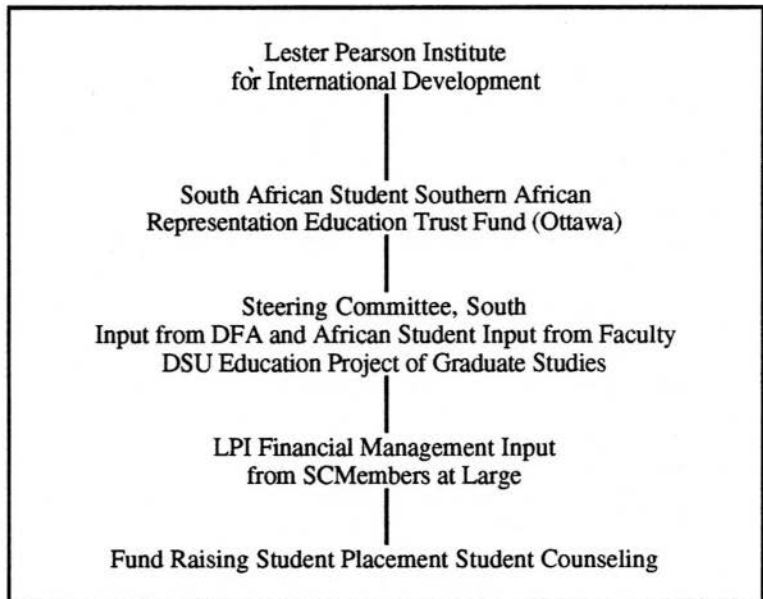 Lester Pearson Institute
for International Development
South African Student Southern African
Representation Education Trust Fund (Ottawa)
Steering Committee, South
Input from DFA and African Student Input from Faculty
DSU Education Project of Graduate Studies
LPI Financial Management Input
from SCMembers at Large
Fund Raising Student Placement Student Counseling